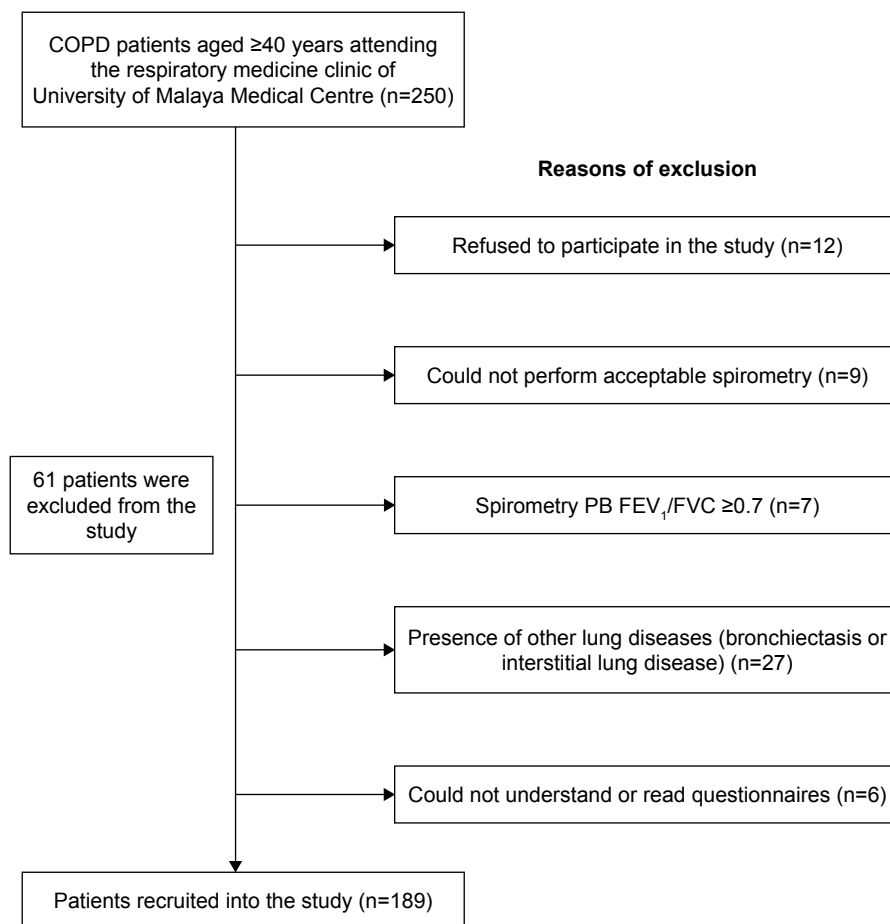 COPD patients aged ≥40 years attending
the respiratory medicine clinic of
University of Malaya Medical Centre (n=250)
Reasons of exclusion
Refused to participate in the study (n=12)
Could not perform acceptable spirometry (n=9)
61 patients were
excluded from the
study
Spirometry PB FEV₁/FVC ≥0.7 (n=7)
Presence of other lung diseases (bronchiectasis or
interstitial lung disease) (n=27)
Could not understand or read questionnaires (n=6)
Patients recruited into the study (n=189)